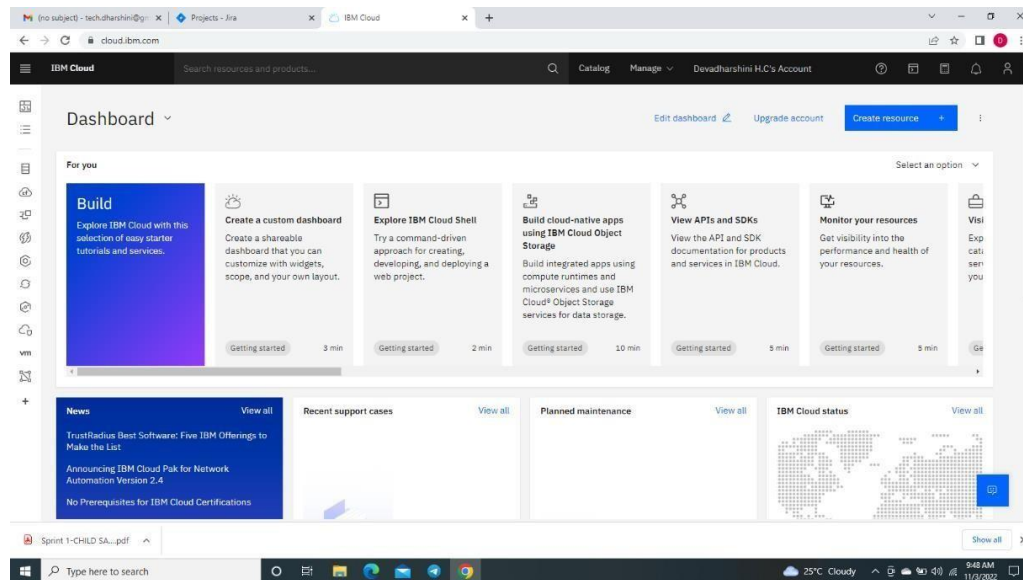 (no subject) - tech.dharshini@gm
Projects - Jira
IBM Cloud
cloud.ibm.com
D
IBM Cloud
Search resources and products...
Catalog
Manage
Devadharshini H.C's Account
Dashboard
Edit dashboard
Upgrade account
Create resource +
For you
Select an option
Build
Explore IBM Cloud with this
selection of easy starter
tutorials and services.
Create a custom dashboard
Create a shareable
dashboard that you can
customize with widgets,
scope, and your own layout.
Getting started
3 min
Explore IBM Cloud Shell
Try a command-driven
approach for creating,
developing, and deploying a
web project.
Getting started
2 min
Build cloud-native apps
using IBM Cloud Object
Storage
Build integrated apps using
compute runtimes and
microservices and use IBM
Cloud® Object Storage
services for data storage.
Getting started
10 min
View APIs and SDKs
View the API and SDK
documentation for products
and services in IBM Cloud.
Getting started
5 min
Monitor your resources
Get visibility into the
performance and health of
your resources.
Getting started
5 min
Visi
Exp
cata
serv
you
Ge
vm
News
View all
TrustRadius Best Software: Five IBM Offerings to
Make the List
Announcing IBM Cloud Pak for Network
Automation Version 2.4
No Prerequisites for IBM Cloud Certifications
Recent support cases
View all
Planned maintenance
View all
IBM Cloud status
View all
Sprint 1-CHILD SA....pdf
Show all
Type here to search
25°C Cloudy
9:48 AM
11/3/2022